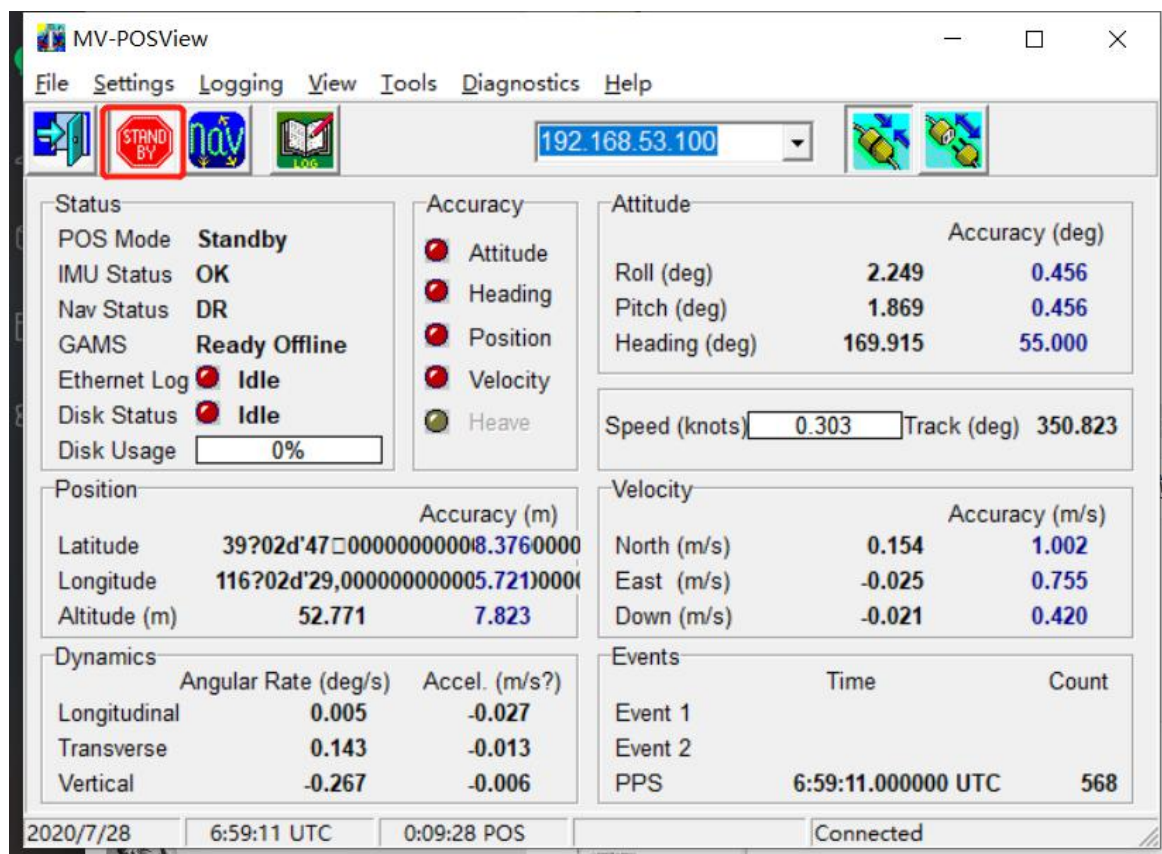 MV-POSView
File Settings Logging View Tools Diagnostics Help
STAND BY nav LOG 192.168.53.100
Status
POS Mode Standby
IMU Status OK
Nav Status DR
GAMS Ready Offline
Ethernet Log Idle
Disk Status Idle
Disk Usage 0%
Accuracy
Attitude
Heading
Position
Velocity
Heave
Attitude
Accuracy (deg)
Roll (deg) 2.249 0.456
Pitch (deg) 1.869 0.456
Heading (deg) 169.915 55.000
Speed (knots) 0.303 Track (deg) 350.823
Position
Accuracy (m)
Latitude 39?02d'47□000000000008.3760000
Longitude 116?02d'29,000000000005.721)0000
Altitude (m) 52.771 7.823
Velocity
Accuracy (m/s)
North (m/s) 0.154 1.002
East (m/s) -0.025 0.755
Down (m/s) -0.021 0.420
Dynamics
Angular Rate (deg/s) Accel. (m/s?)
Longitudinal 0.005 -0.027
Transverse 0.143 -0.013
Vertical -0.267 -0.006
Events
Time Count
Event 1
Event 2
PPS 6:59:11.000000 UTC 568
2020/7/28 6:59:11 UTC 0:09:28 POS Connected